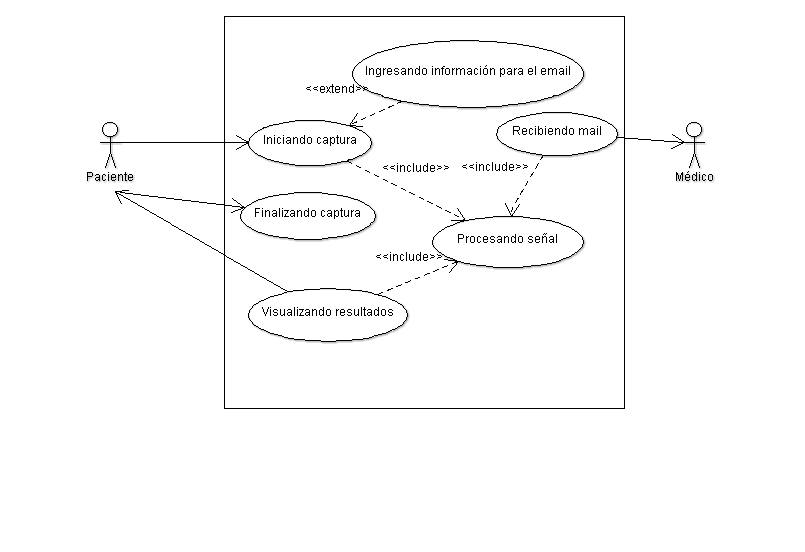 Ingresando información para el email
<<extend>>
Recibiendo mail
Iniciando captura
<<include>>
<<include>>
Paciente
Médico
Finalizando captura
Procesando señal
<<include>>
Visualizando resultados